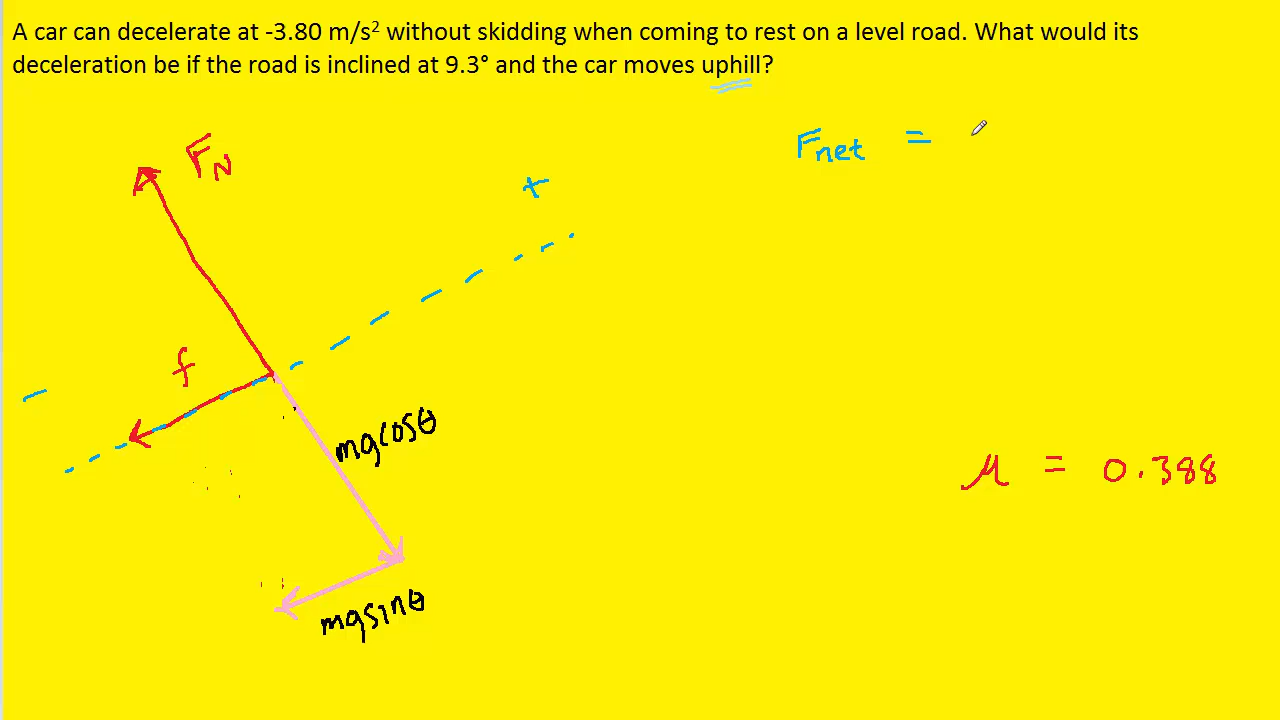 A car can decelerate at -3.80 m/s² without skidding when coming to rest on a level road. What would its
deceleration be if the road is inclined at 9.3° and the car moves uphill?
F_N
F_net =
+
f
-
mgcosθ
μ = 0.388
mgsinθ